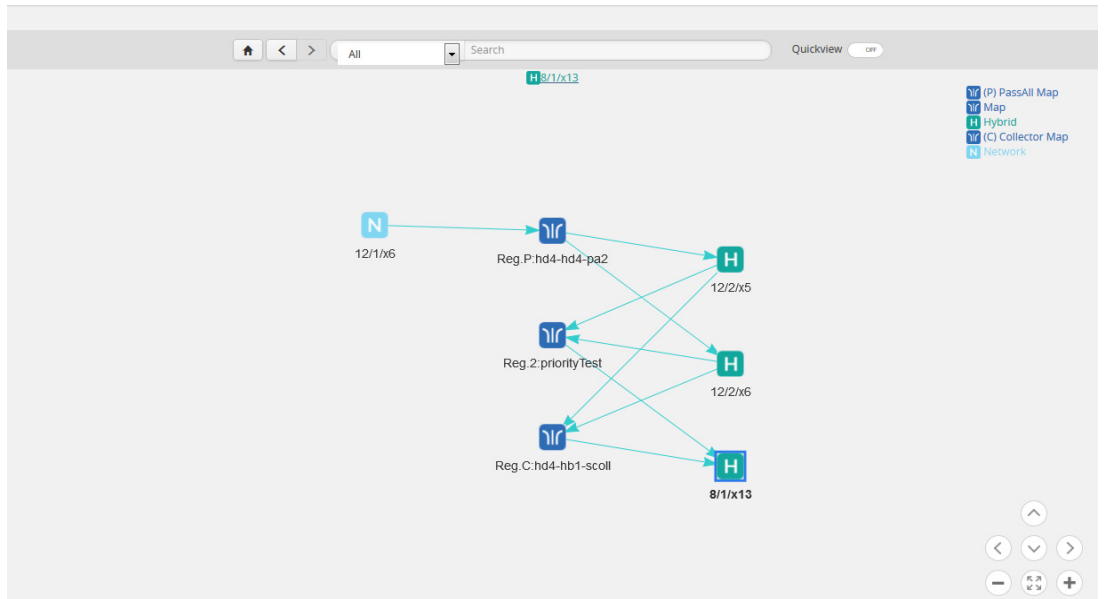 All
Search
Quickview OFF
H 8/1/x13
(P) PassAll Map
Map
H Hybrid
(C) Collector Map
N Network
N
12/1/x6
Reg.P:hd4-hd4-pa2
H
12/2/x5
Reg.2:priorityTest
H
12/2/x6
Reg.C:hd4-hb1-scoll
H
8/1/x13